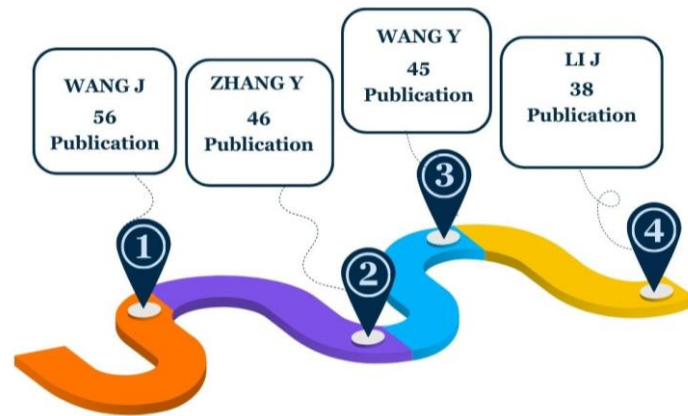 WANG J
56
Publication
ZHANG Y
46
Publication
WANG Y
45
Publication
LI J
38
Publication
1
2
3
4